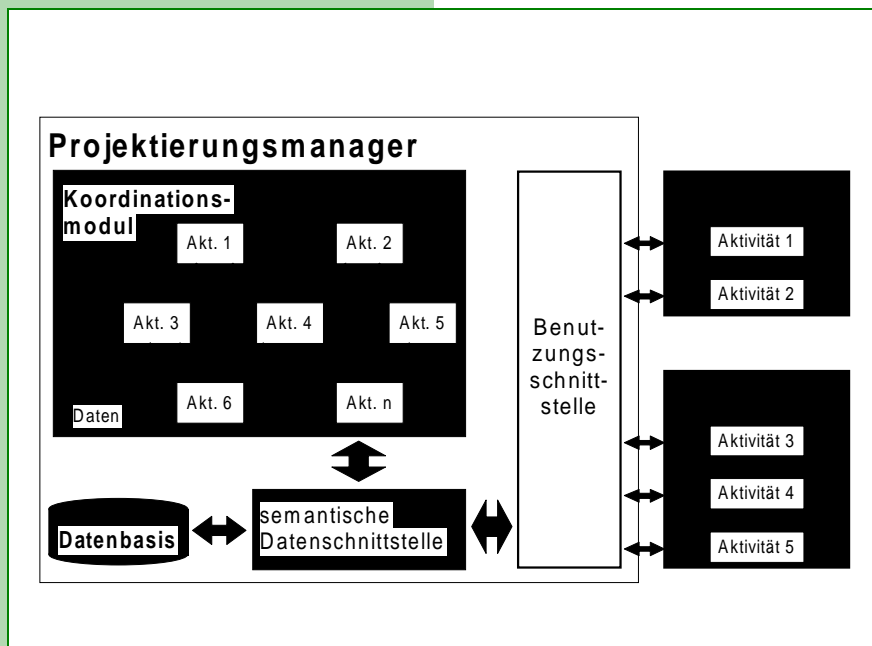 Projektierungsmanager
Koordinations-
modul
Akt. 1
Akt. 2
Akt. 3
Akt. 4
Akt. 5
Akt. 6
Akt. n
Daten
Datenbasis
semantische
Datenschnittstelle
Benut-
zungs-
schnitt-
stelle
Aktivität 1
Aktivität 2
Aktivität 3
Aktivität 4
Aktivität 5